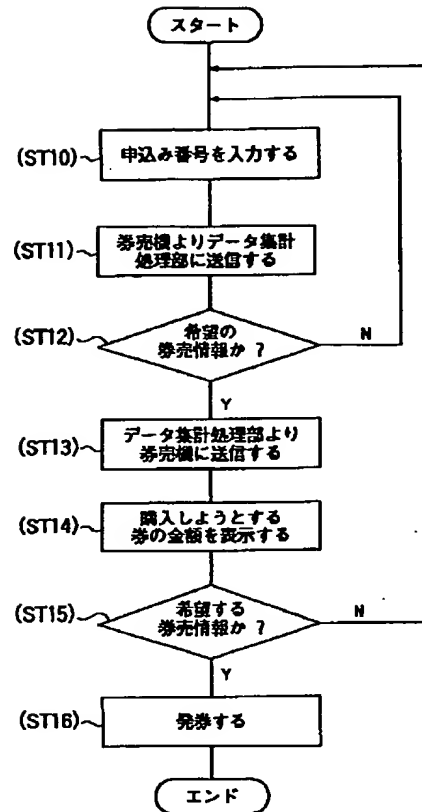 スタート
(ST10)
申込み番号を入力する
(ST11)
券売機よりデータ集計
処理部に送信する
(ST12)
希望の
券売情報か ?
N
Y
(ST13)
データ集計処理部より
券売機に送信する
(ST14)
購入しようとする
券の金額を表示する
(ST15)
希望する
券売情報か ?
N
Y
(ST16)
発券する
エンド